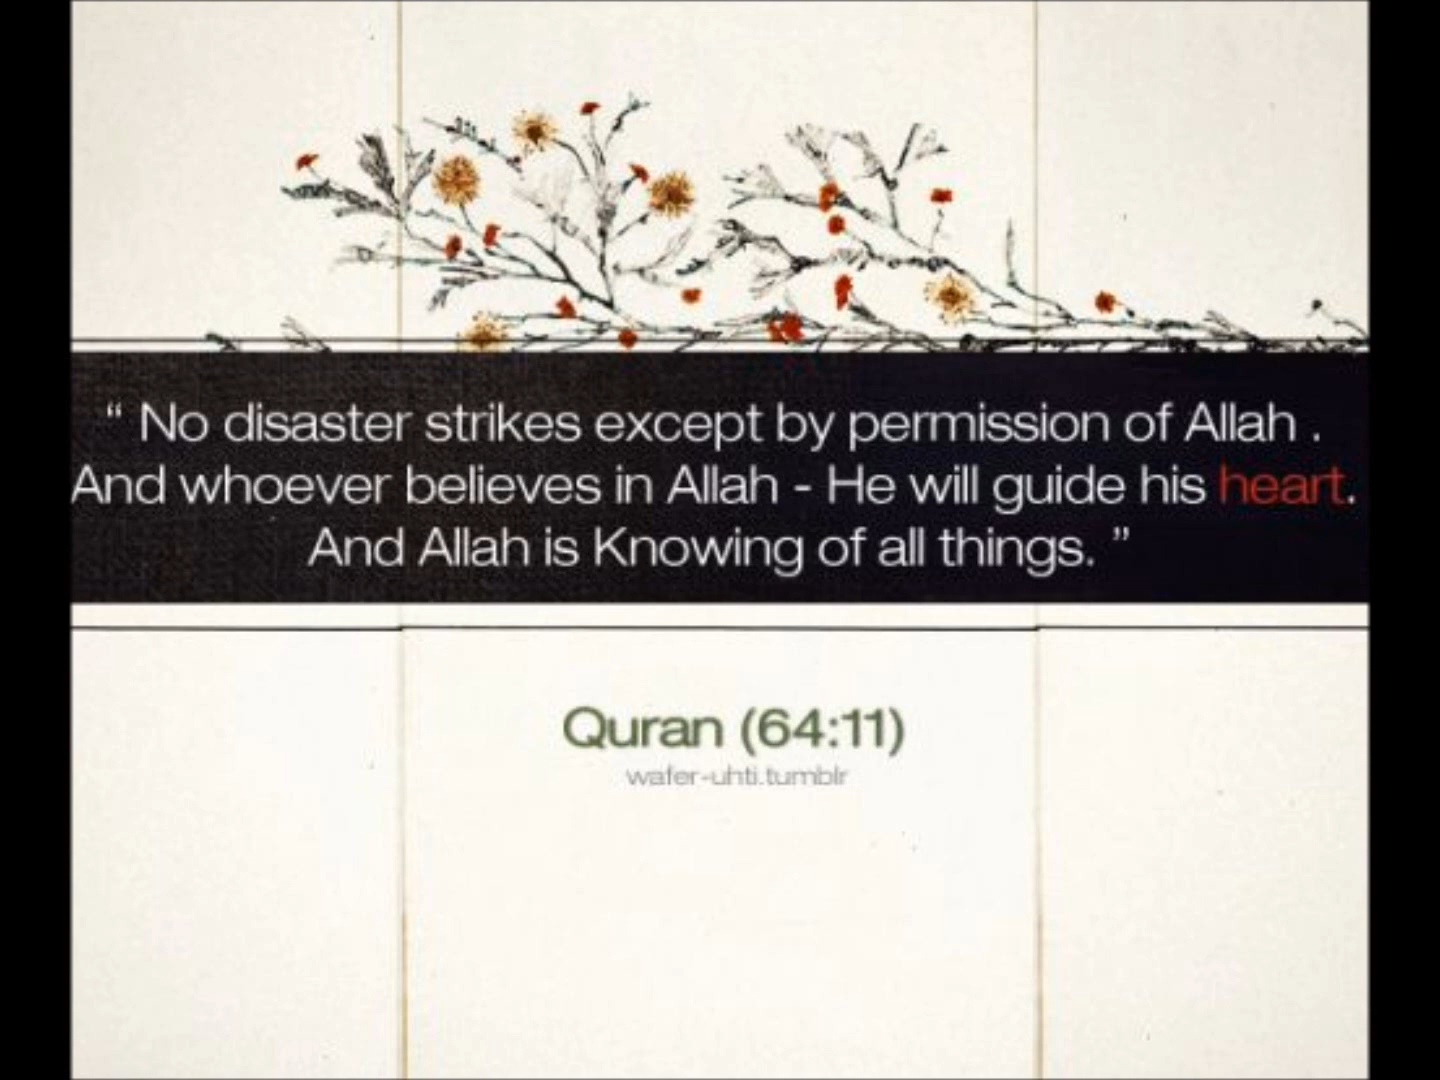 “ No disaster strikes except by permission of Allah .
And whoever believes in Allah - He will guide his heart.
And Allah is Knowing of all things. ”
Quran (64:11)
wafer-uhti.tumblr